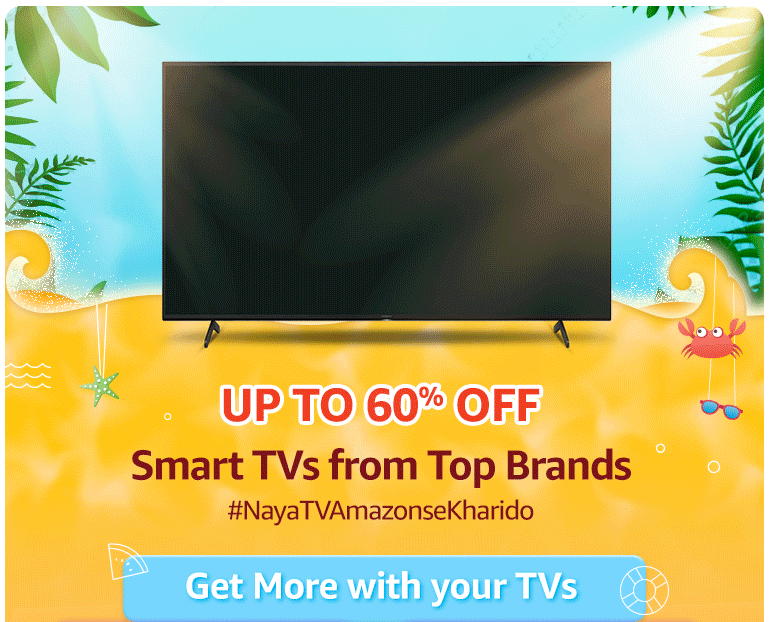 UP TO 60% OFF
Smart TVs from Top Brands
#NayaTVAmazonseKharido
Get More with your TVs